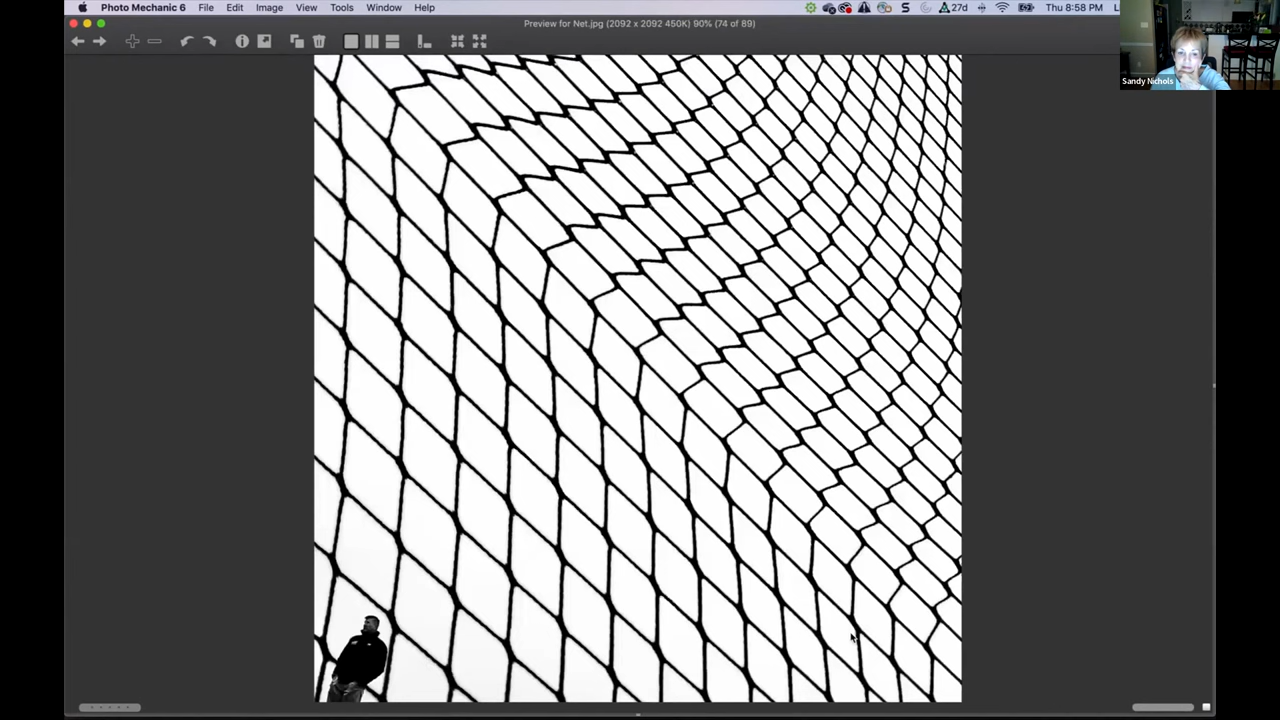 Photo Mechanic 6 File Edit Image View Tools Window Help 27d Thu 8:58 PM L
Preview for Net.jpg (2092 x 2092 450K) 90% (74 of 89)
Sandy Nichols